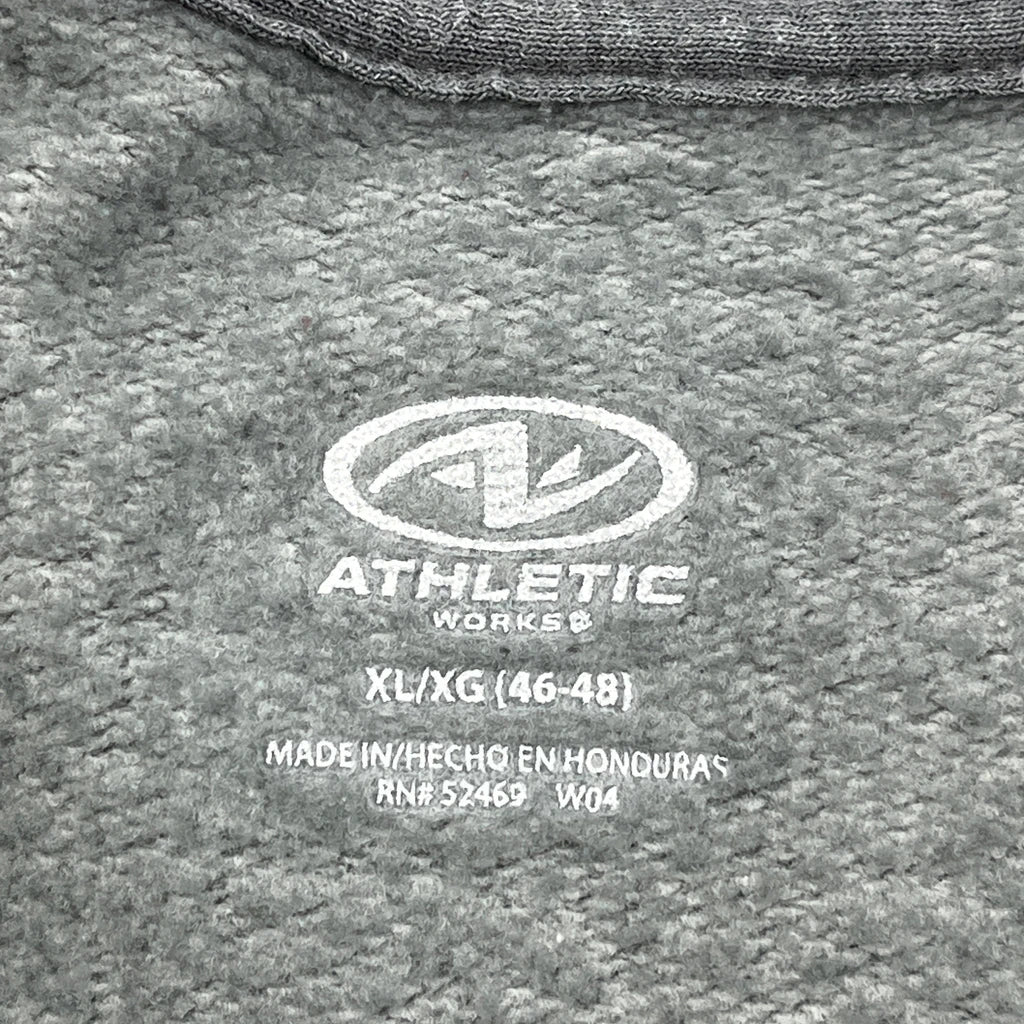 ATHLETIC
WORKS®
XL/XG (46-48)
MADE IN/HECHO EN HONDURAS
RN# 52469 W04